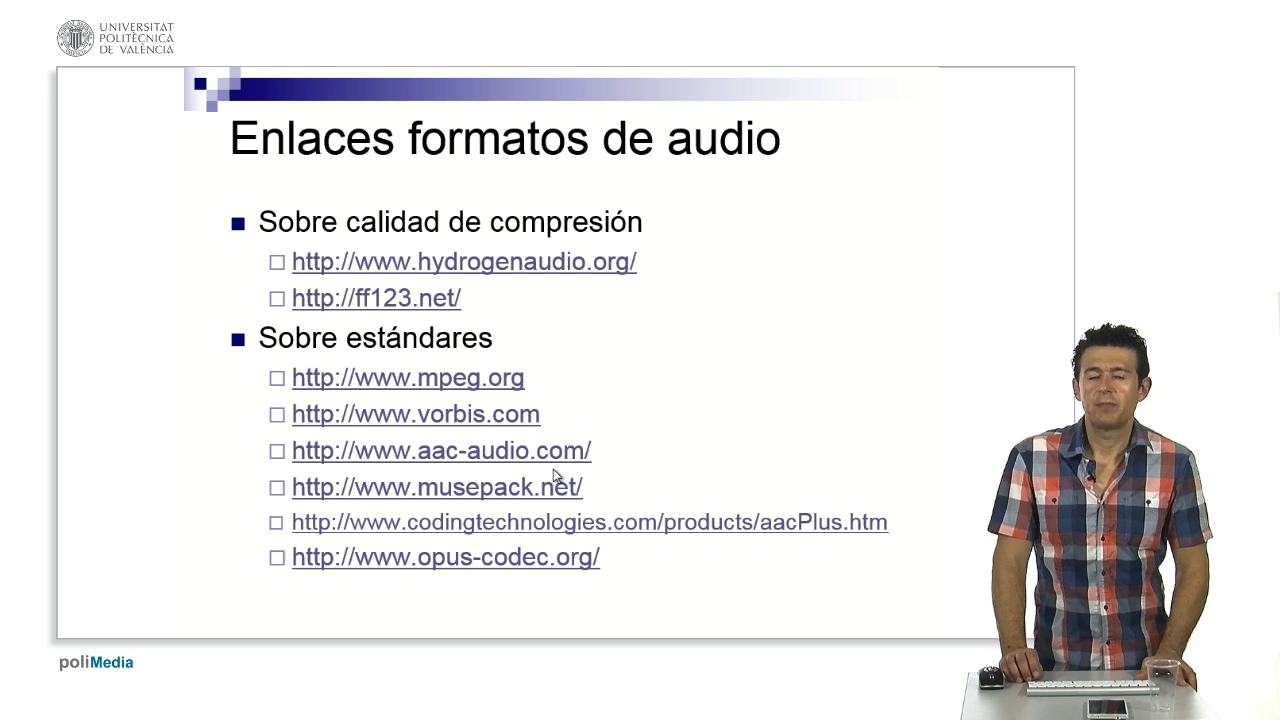 UNIVERSITAT
POLITÈCNICA
DE VALÈNCIA
Enlaces formatos de audio
Sobre calidad de compresión
http://www.hydrogenaudio.org/
http://ff123.net/
Sobre estándares
http://www.mpeg.org
http://www.vorbis.com
http://www.aac-audio.com/
http://www.musepack.net/
http://www.codingtechnologies.com/products/aacPlus.htm
http://www.opus-codec.org/
poliMedia